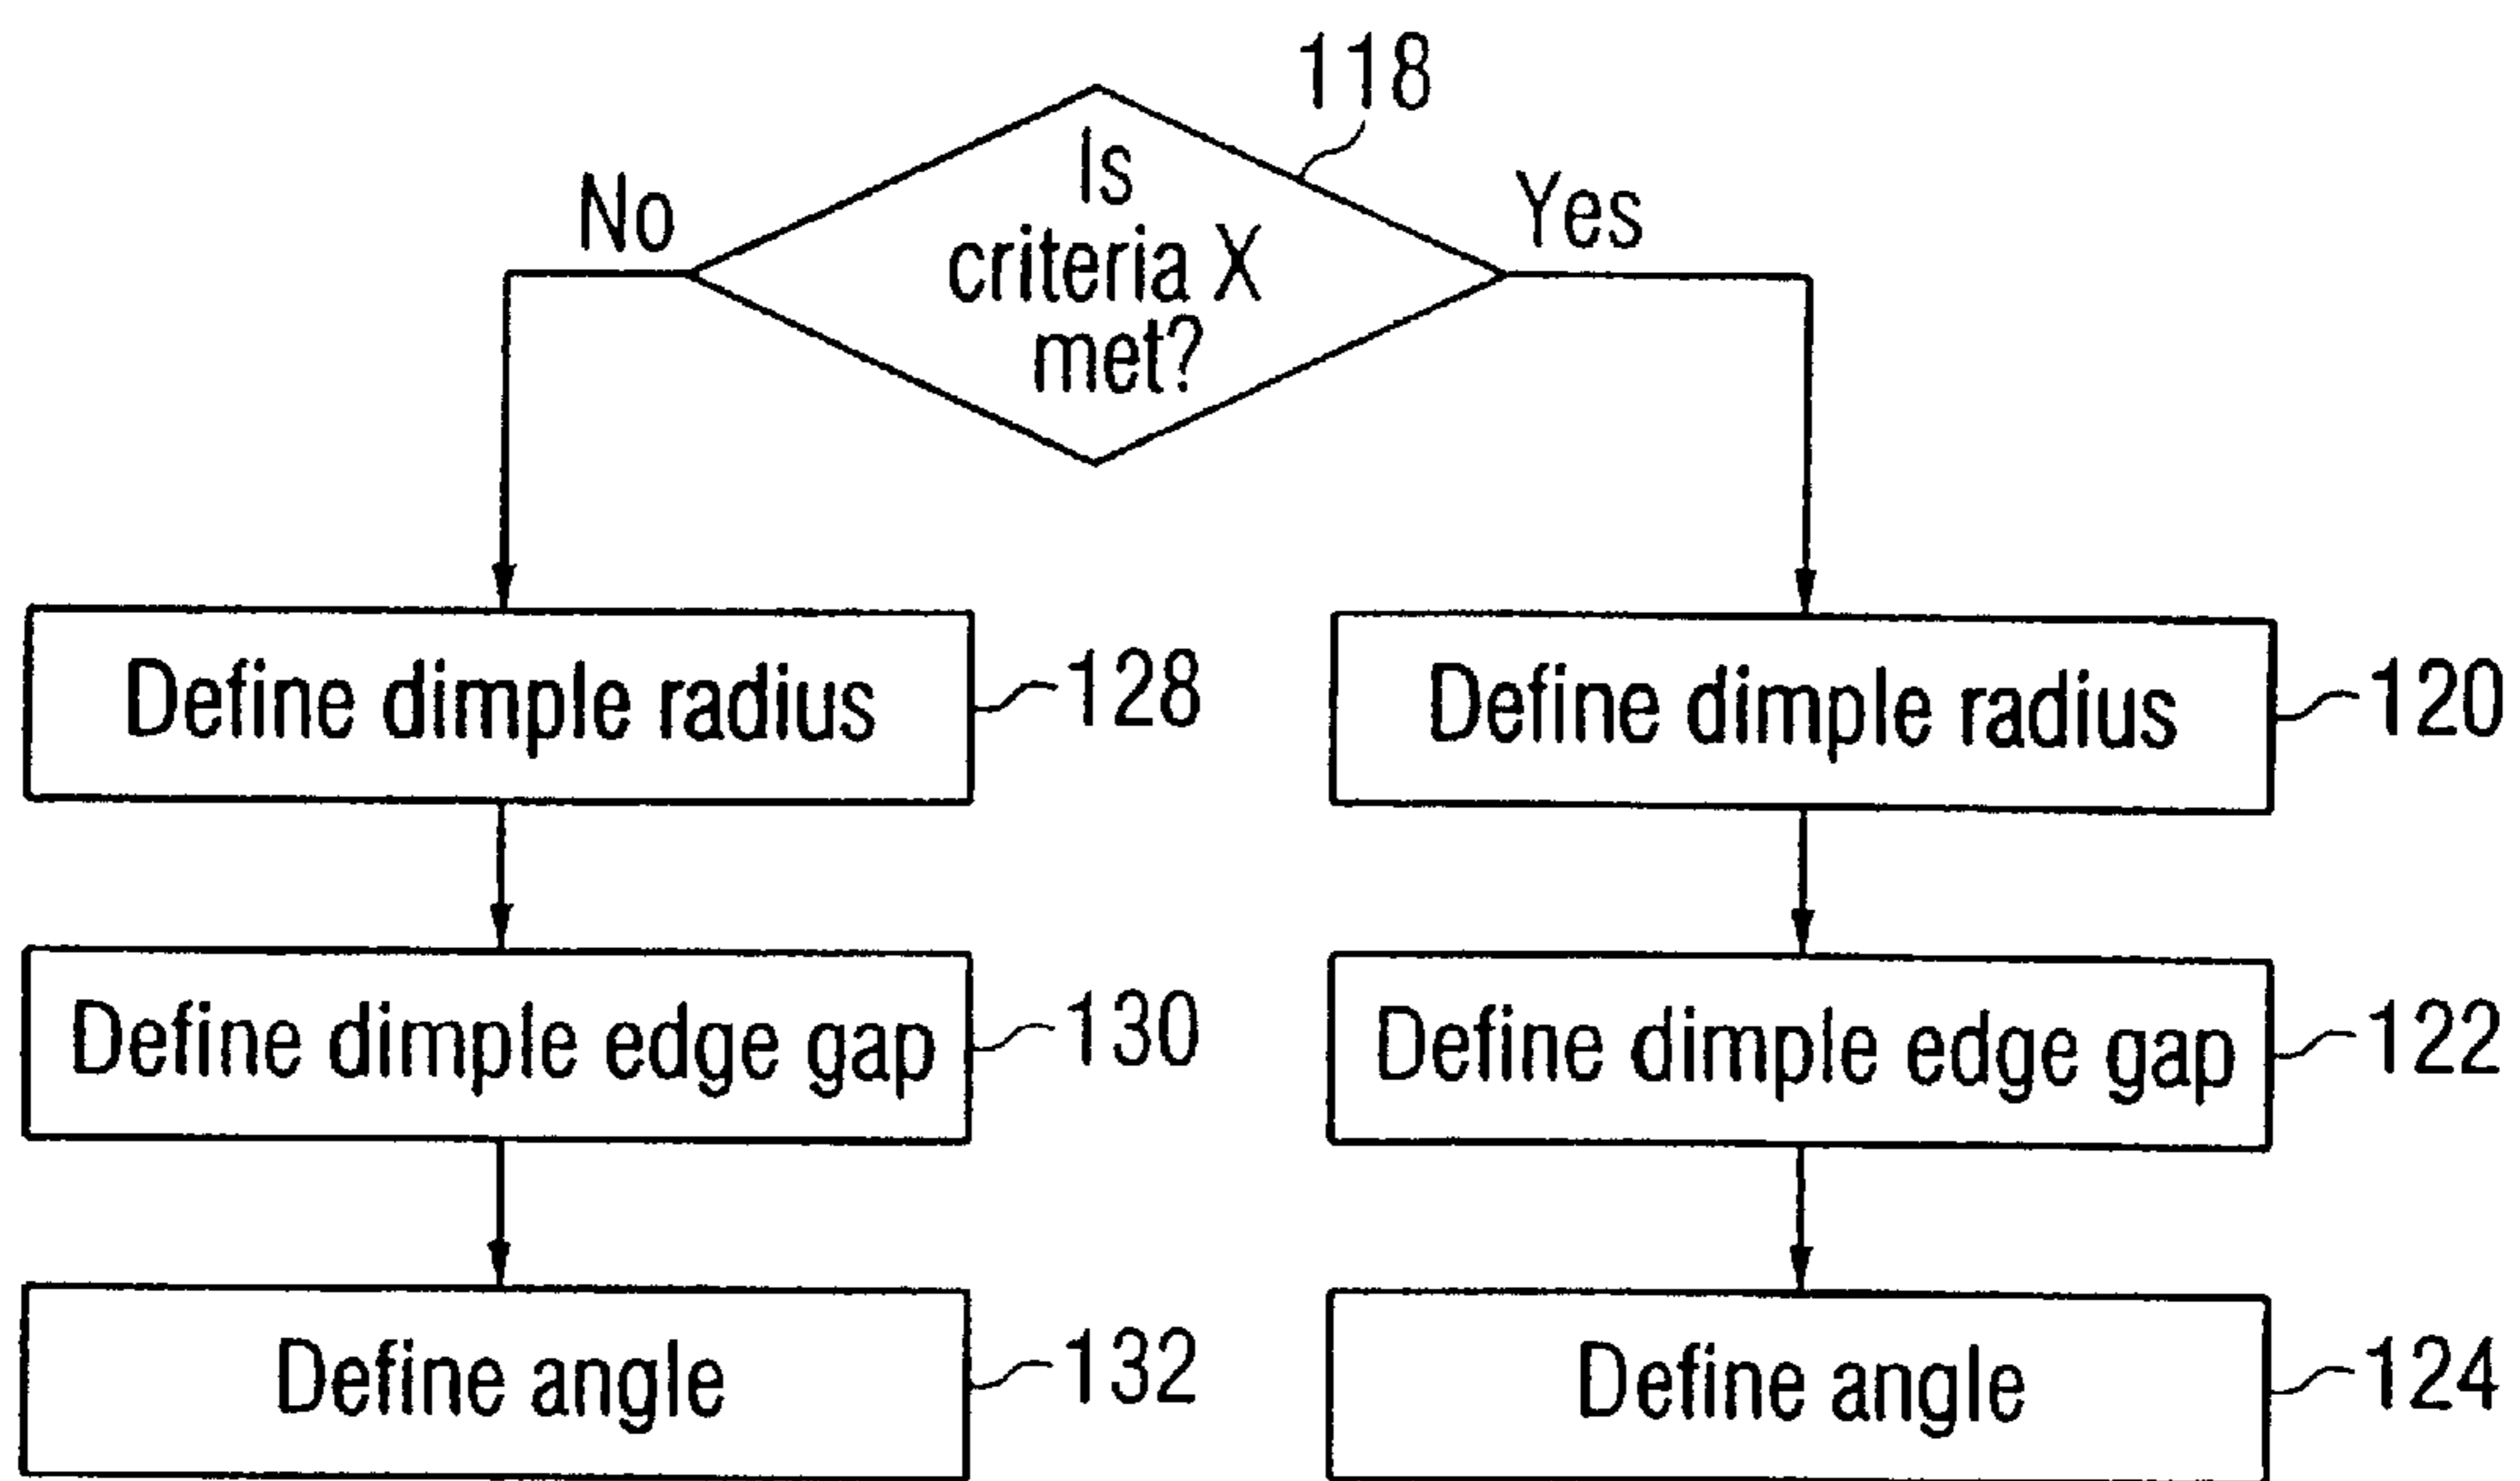 118
Is
criteria X
met?
No
Yes
Define dimple radius
128
Define dimple radius
120
Define dimple edge gap
130
Define dimple edge gap
122
Define angle
132
Define angle
124